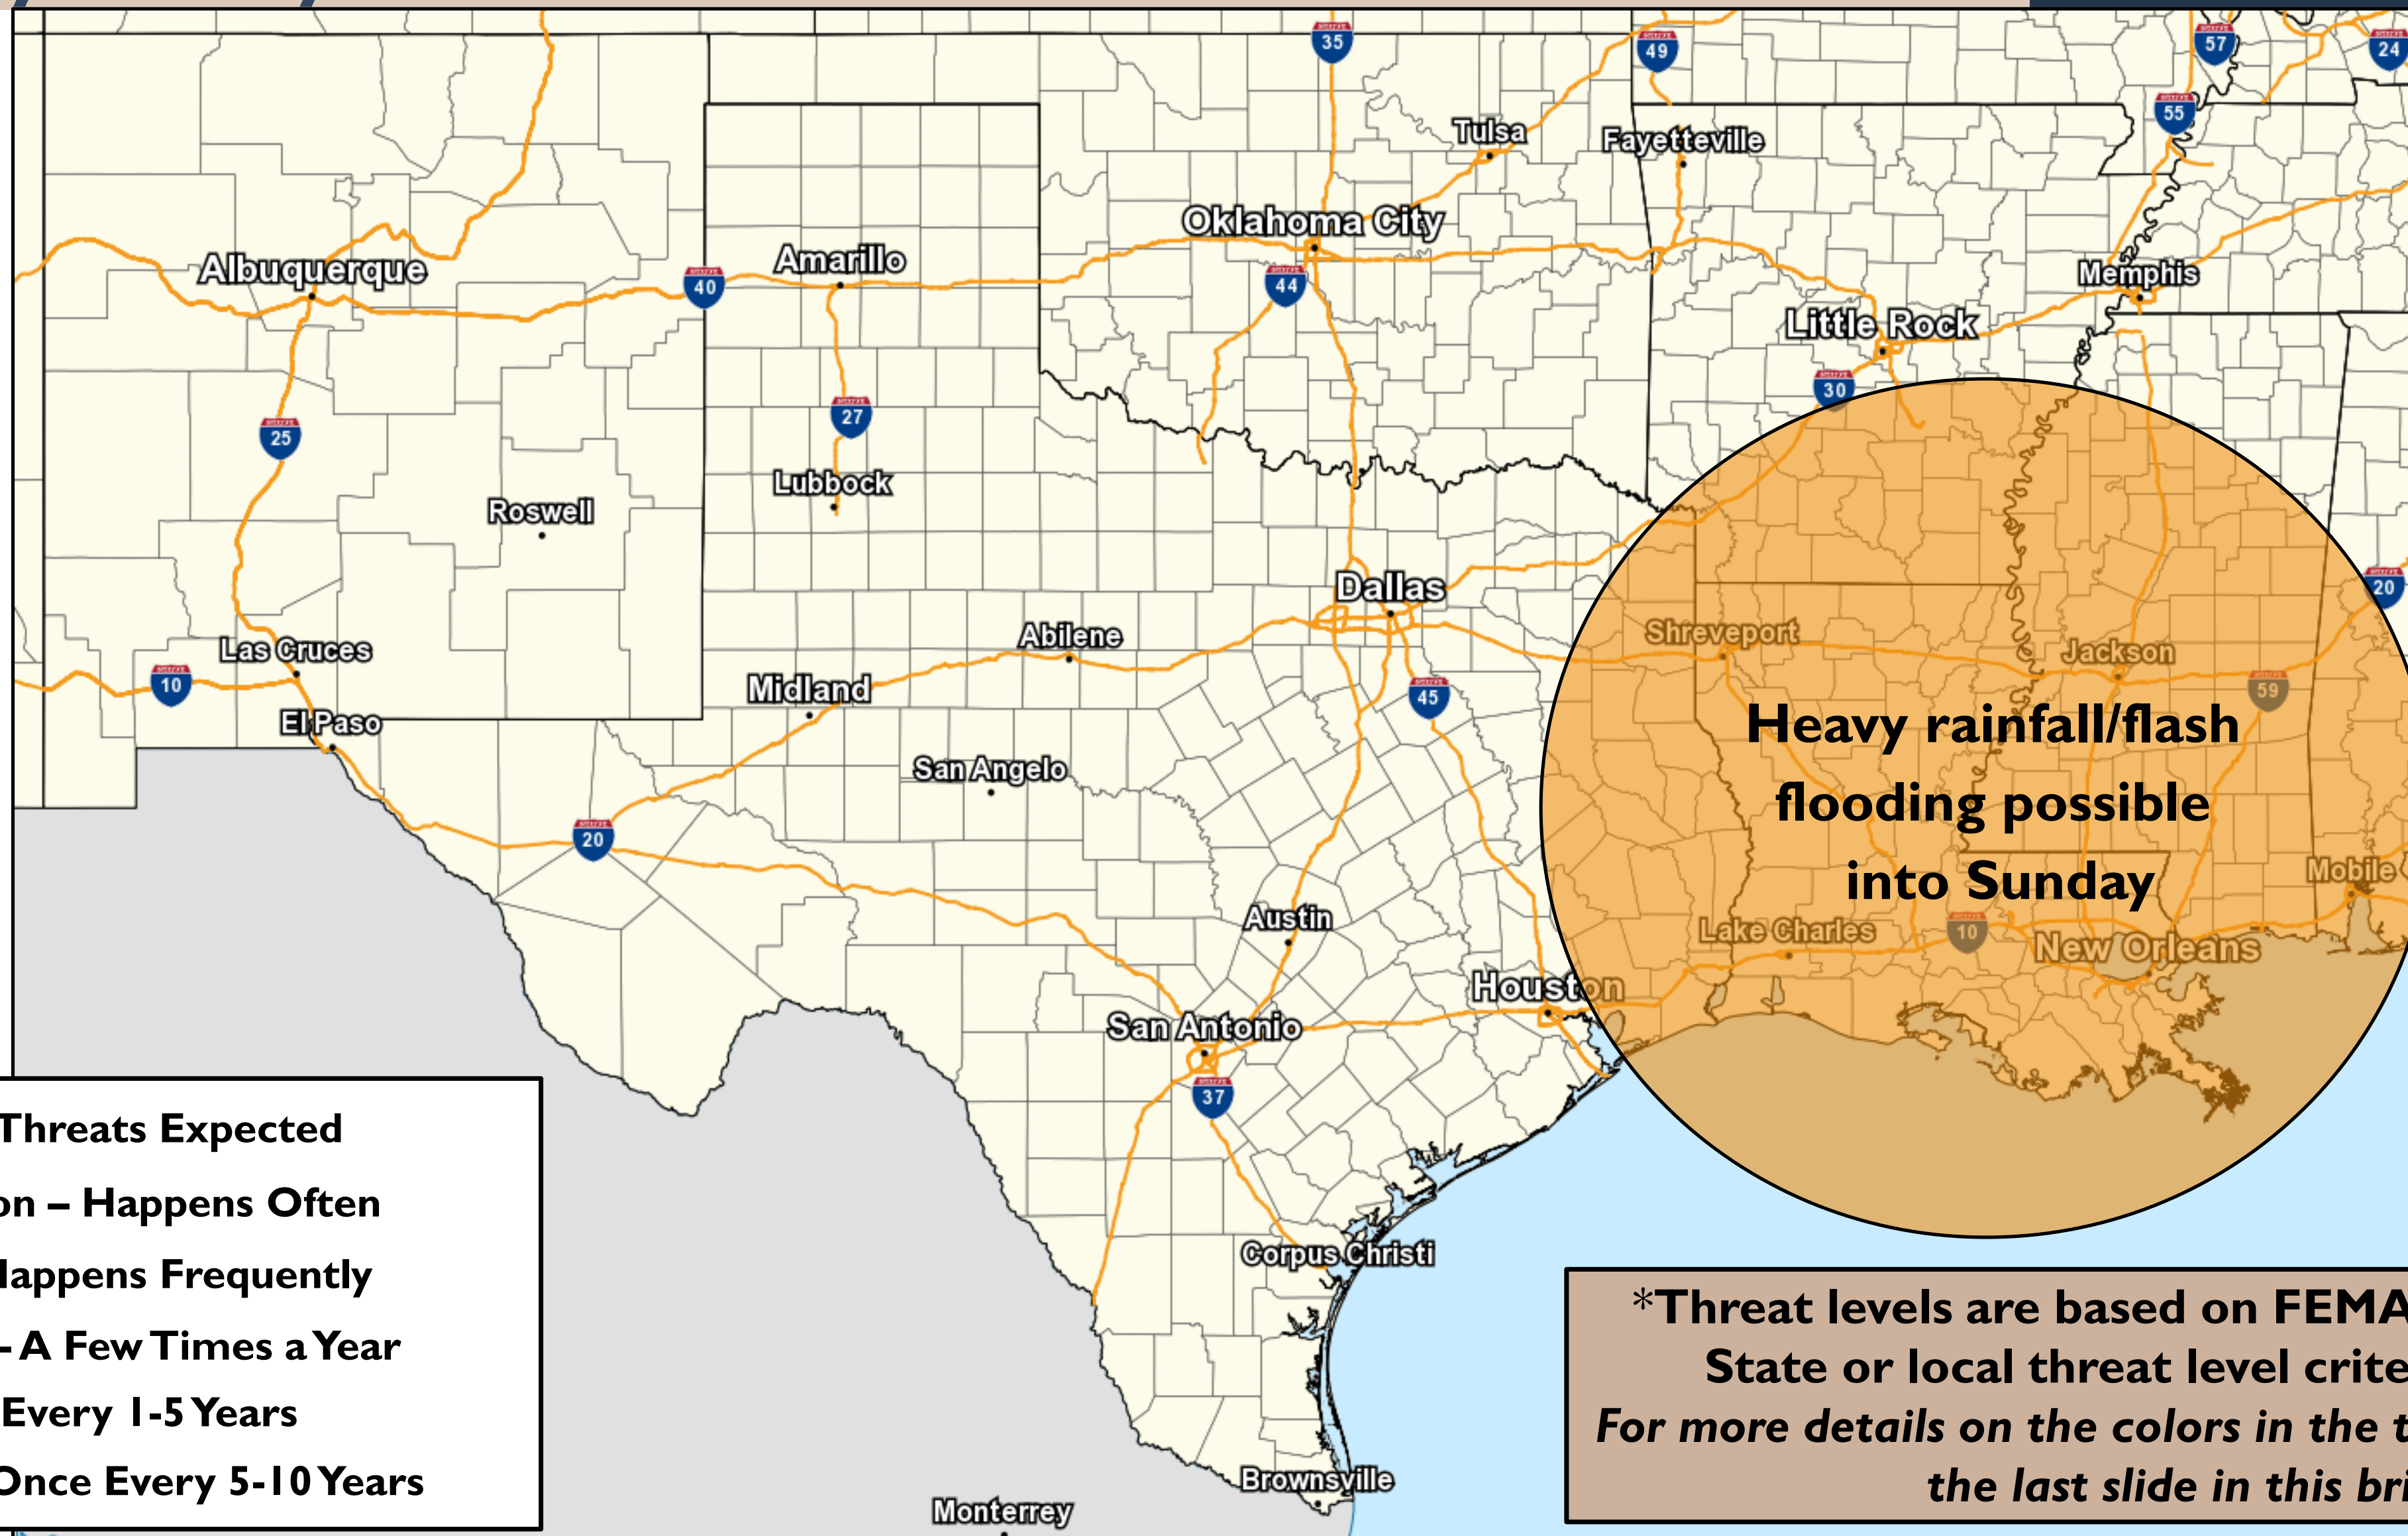 35
49
57
24
55
Tulsa
Fayetteville
Oklahoma City
Albuquerque
Amarillo
40
44
Memphis
Little Rock
30
25
27
Lubbock
Roswell
Dallas
20
Abilene
Shreveport
Las Cruces
Jackson
10
Midland
45
59
El Paso
Heavy rainfall/flash
flooding possible
into Sunday
San Angelo
20
Mobile
Austin
Lake Charles
10
New Orleans
Houston
San Antonio
37
Corpus Christi
Brownsville
Monterrey
Threats Expected
on – Happens Often
Happens Frequently
- A Few Times a Year
Every 1-5 Years
Once Every 5-10 Years
*Threat levels are based on FEMA
State or local threat level crite
For more details on the colors in the t
the last slide in this bri